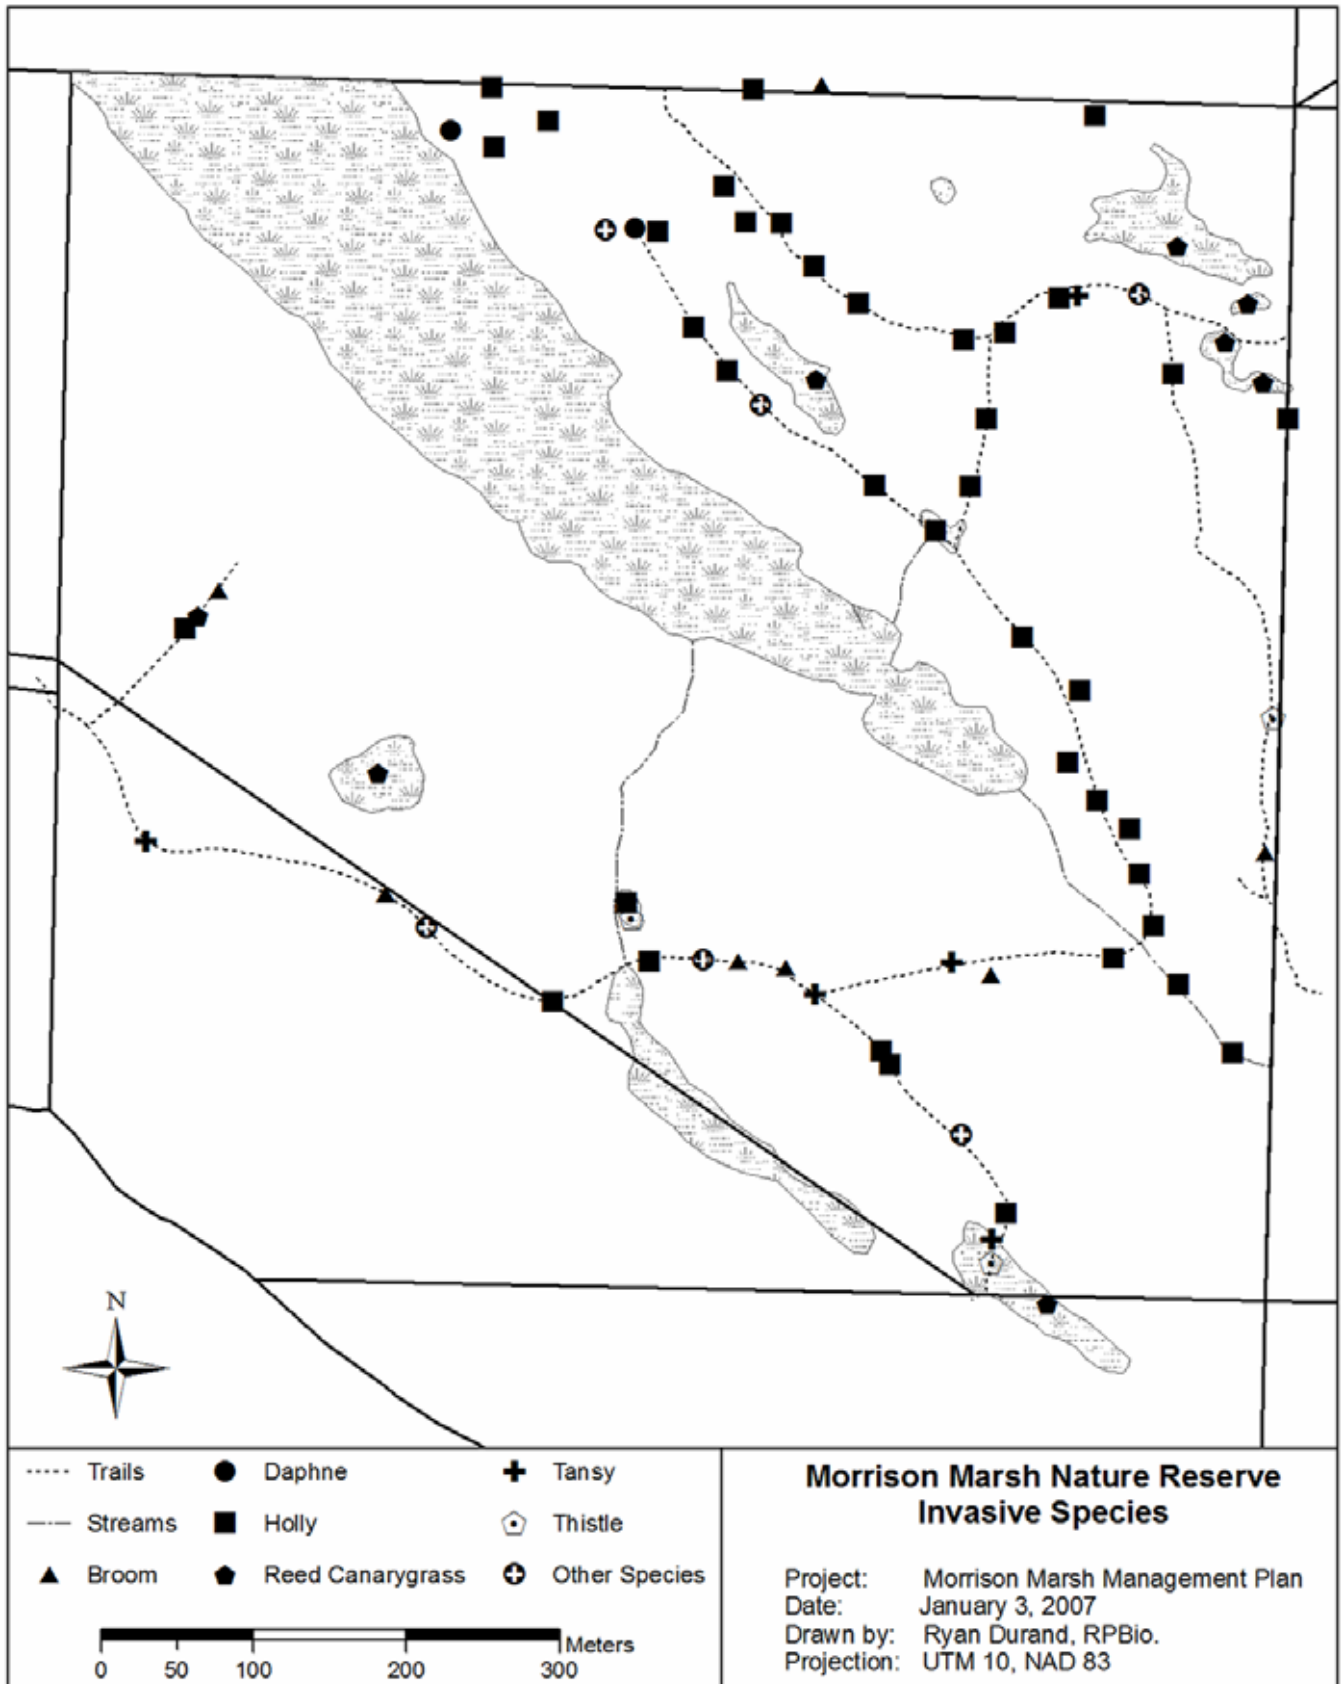 N
Trails
Daphne
Tansy
Streams
Holly
Thistle
Broom
Reed Canarygrass
Other Species
Meters
0 50 100 200 300
Morrison Marsh Nature Reserve
Invasive Species
Project: Morrison Marsh Management Plan
Date: January 3, 2007
Drawn by: Ryan Durand, RPBio.
Projection: UTM 10, NAD 83